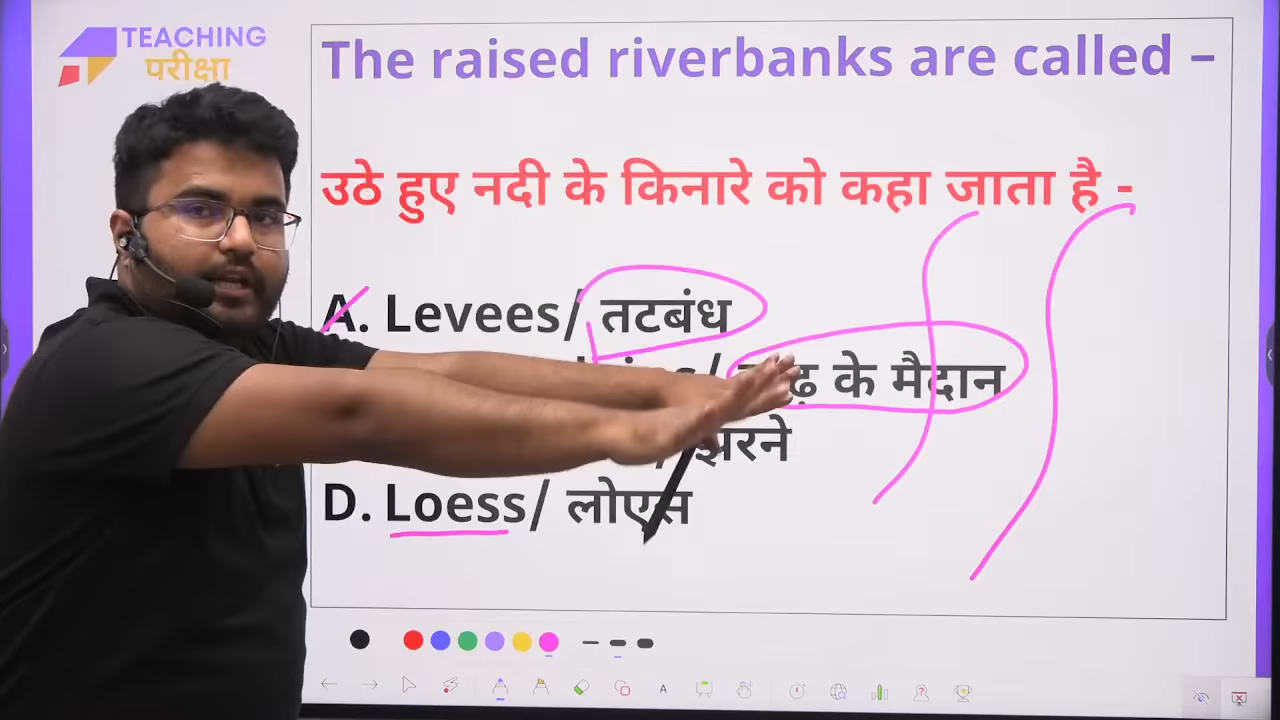 TEACHING
परीक्षा
The raised riverbanks are called –
उठे हुए नदी के किनारे को कहा जाता है -
A. Levees/ तटबंध
के मैदान
झरने
D. Loess/ लोएस
A